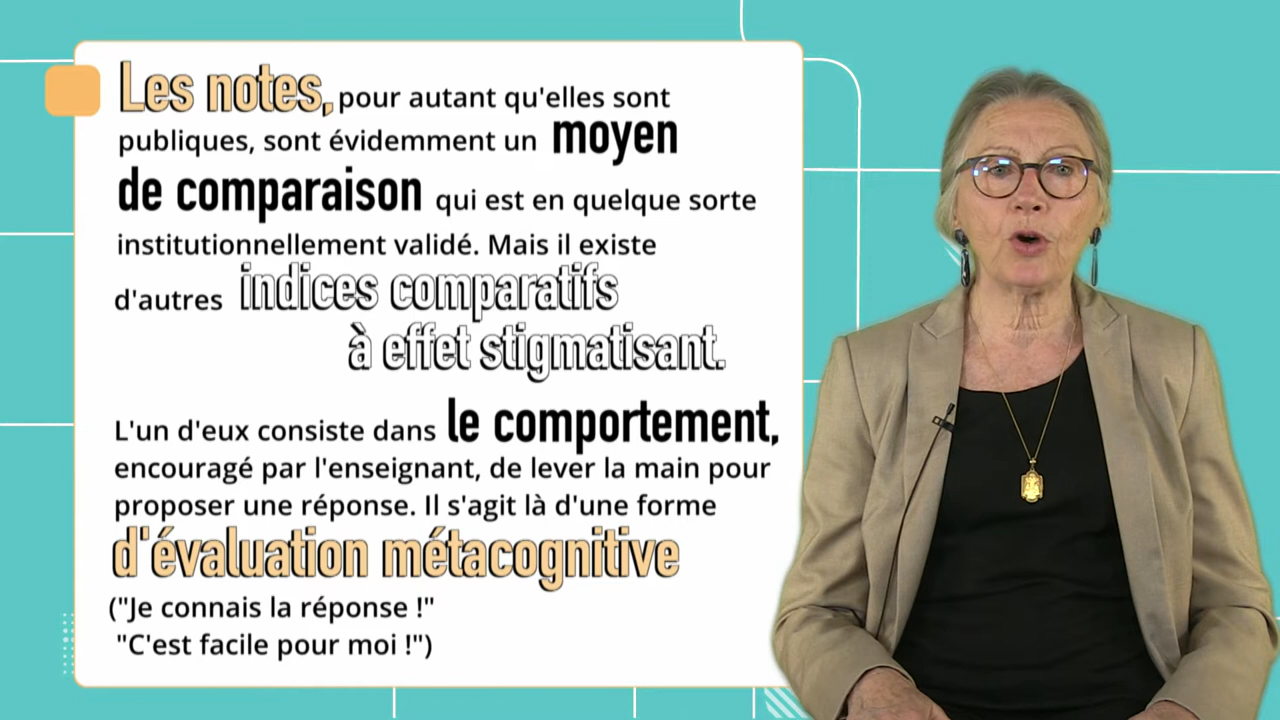 Les notes, pour autant qu'elles sont
publiques, sont évidemment un moyen
de comparaison qui est en quelque sorte
institutionnellement validé. Mais il existe
d'autres indices comparatifs
à effet stigmatisant.
L'un d'eux consiste dans le comportement,
encouragé par l'enseignant, de lever la main pour
proposer une réponse. Il s'agit là d'une forme
d'évaluation métacognitive
("Je connais la réponse !"
"C'est facile pour moi !")